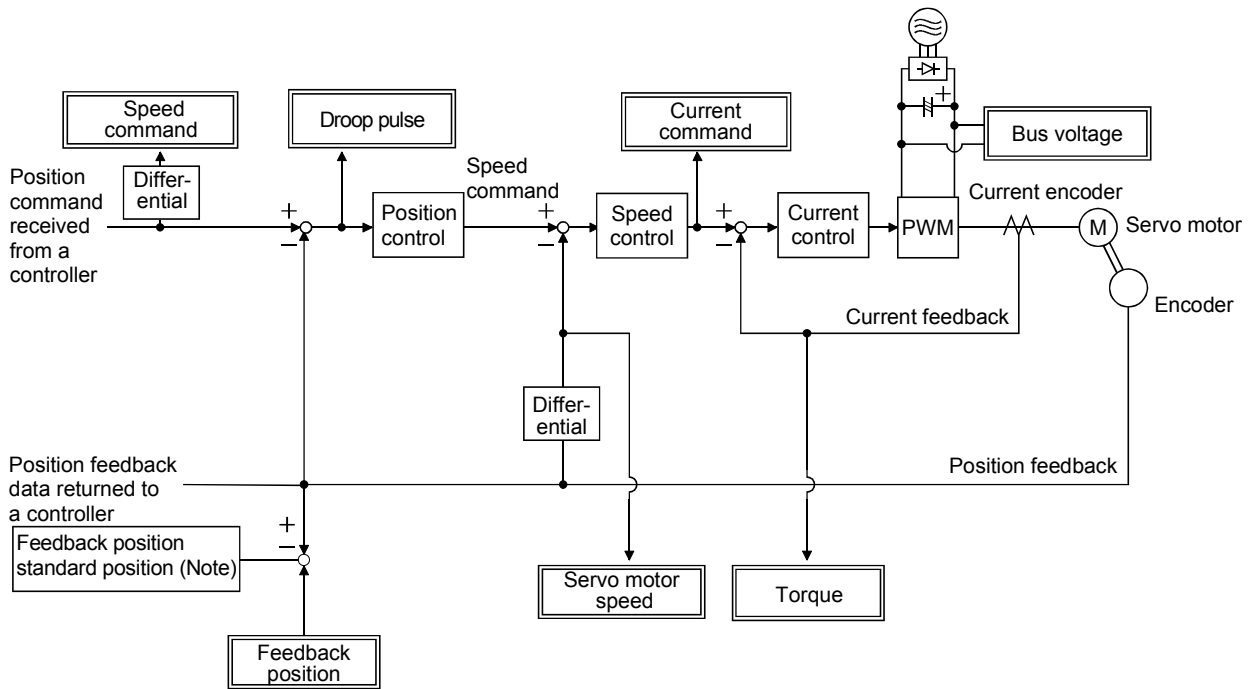 Speed
command
Droop pulse
Current
command
+
Bus voltage
Position
command
received
from a
controller
Differ-
ential
+
−
Position
control
Speed
command
+
−
Speed
control
+
−
Current
control
PWM
Current encoder
M
Servo motor
Encoder
Current feedback
Differ-
ential
Position feedback
data returned to
a controller
Position feedback
+
−
Feedback position
standard position (Note)
Servo motor
speed
Torque
Feedback
position